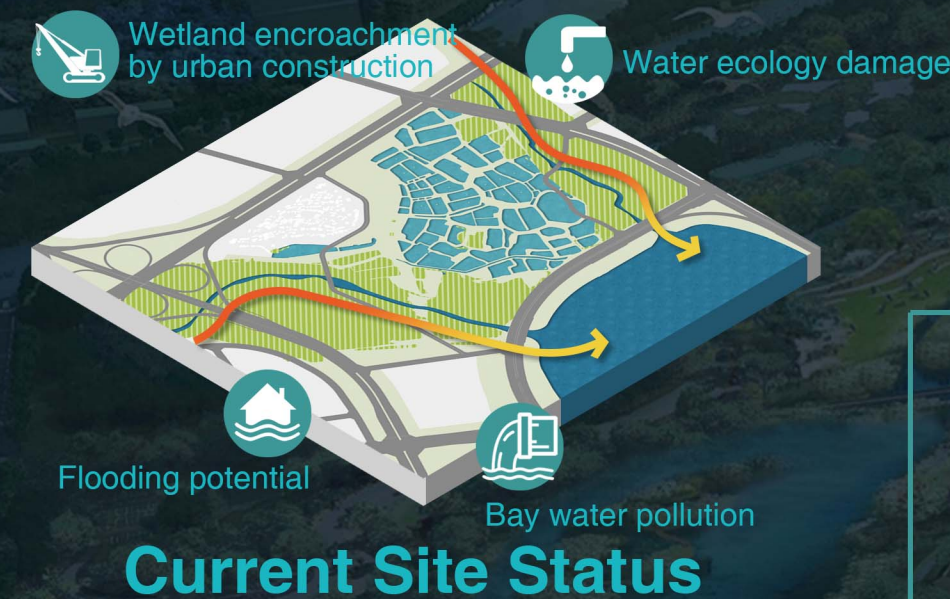 Wetland encroachment
by urban construction
Water ecology damage
Flooding potential
Bay water pollution
Current Site Status